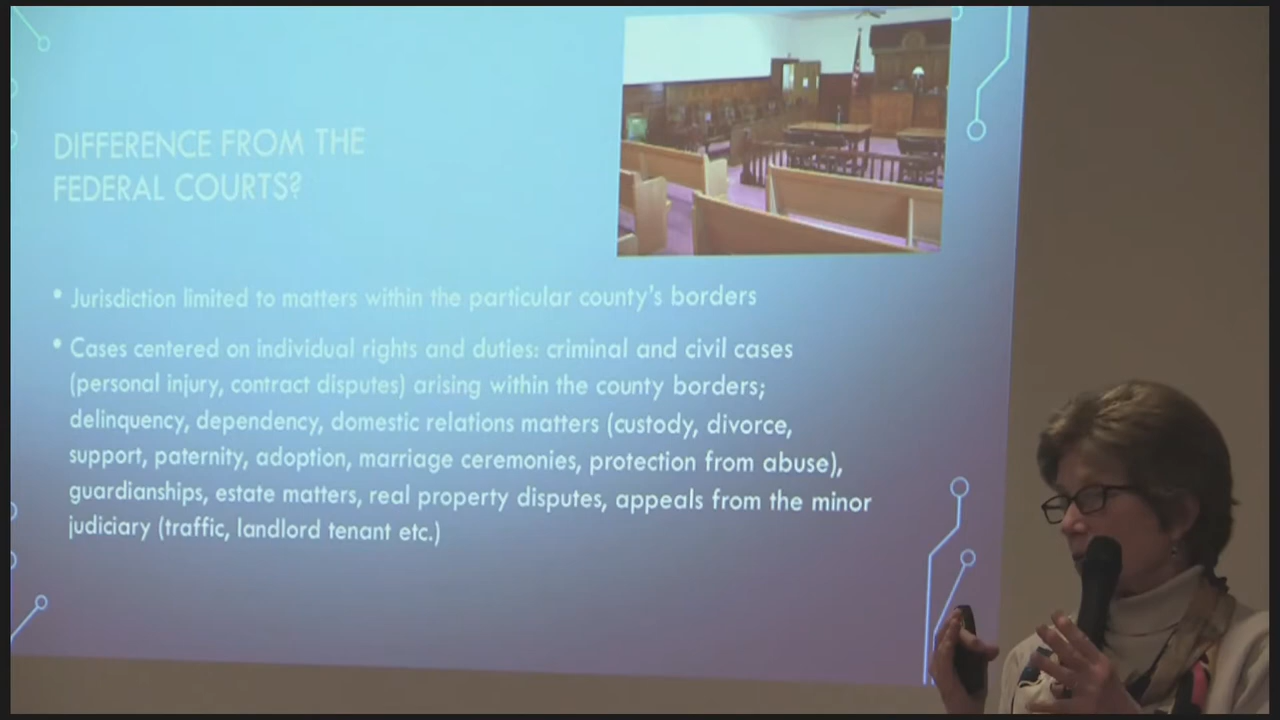 DIFFERENCE FROM THE
FEDERAL COURTS?
• Jurisdiction limited to matters within the particular county's borders
• Cases centered on individual rights and duties: criminal and civil cases
(personal injury, contract disputes) arising within the county borders;
delinquency, dependency, domestic relations matters (custody, divorce,
support, paternity, adoption, marriage ceremonies, protection from abuse),
guardianships, estate matters, real property disputes, appeals from the minor
judiciary (traffic, landlord tenant etc.)